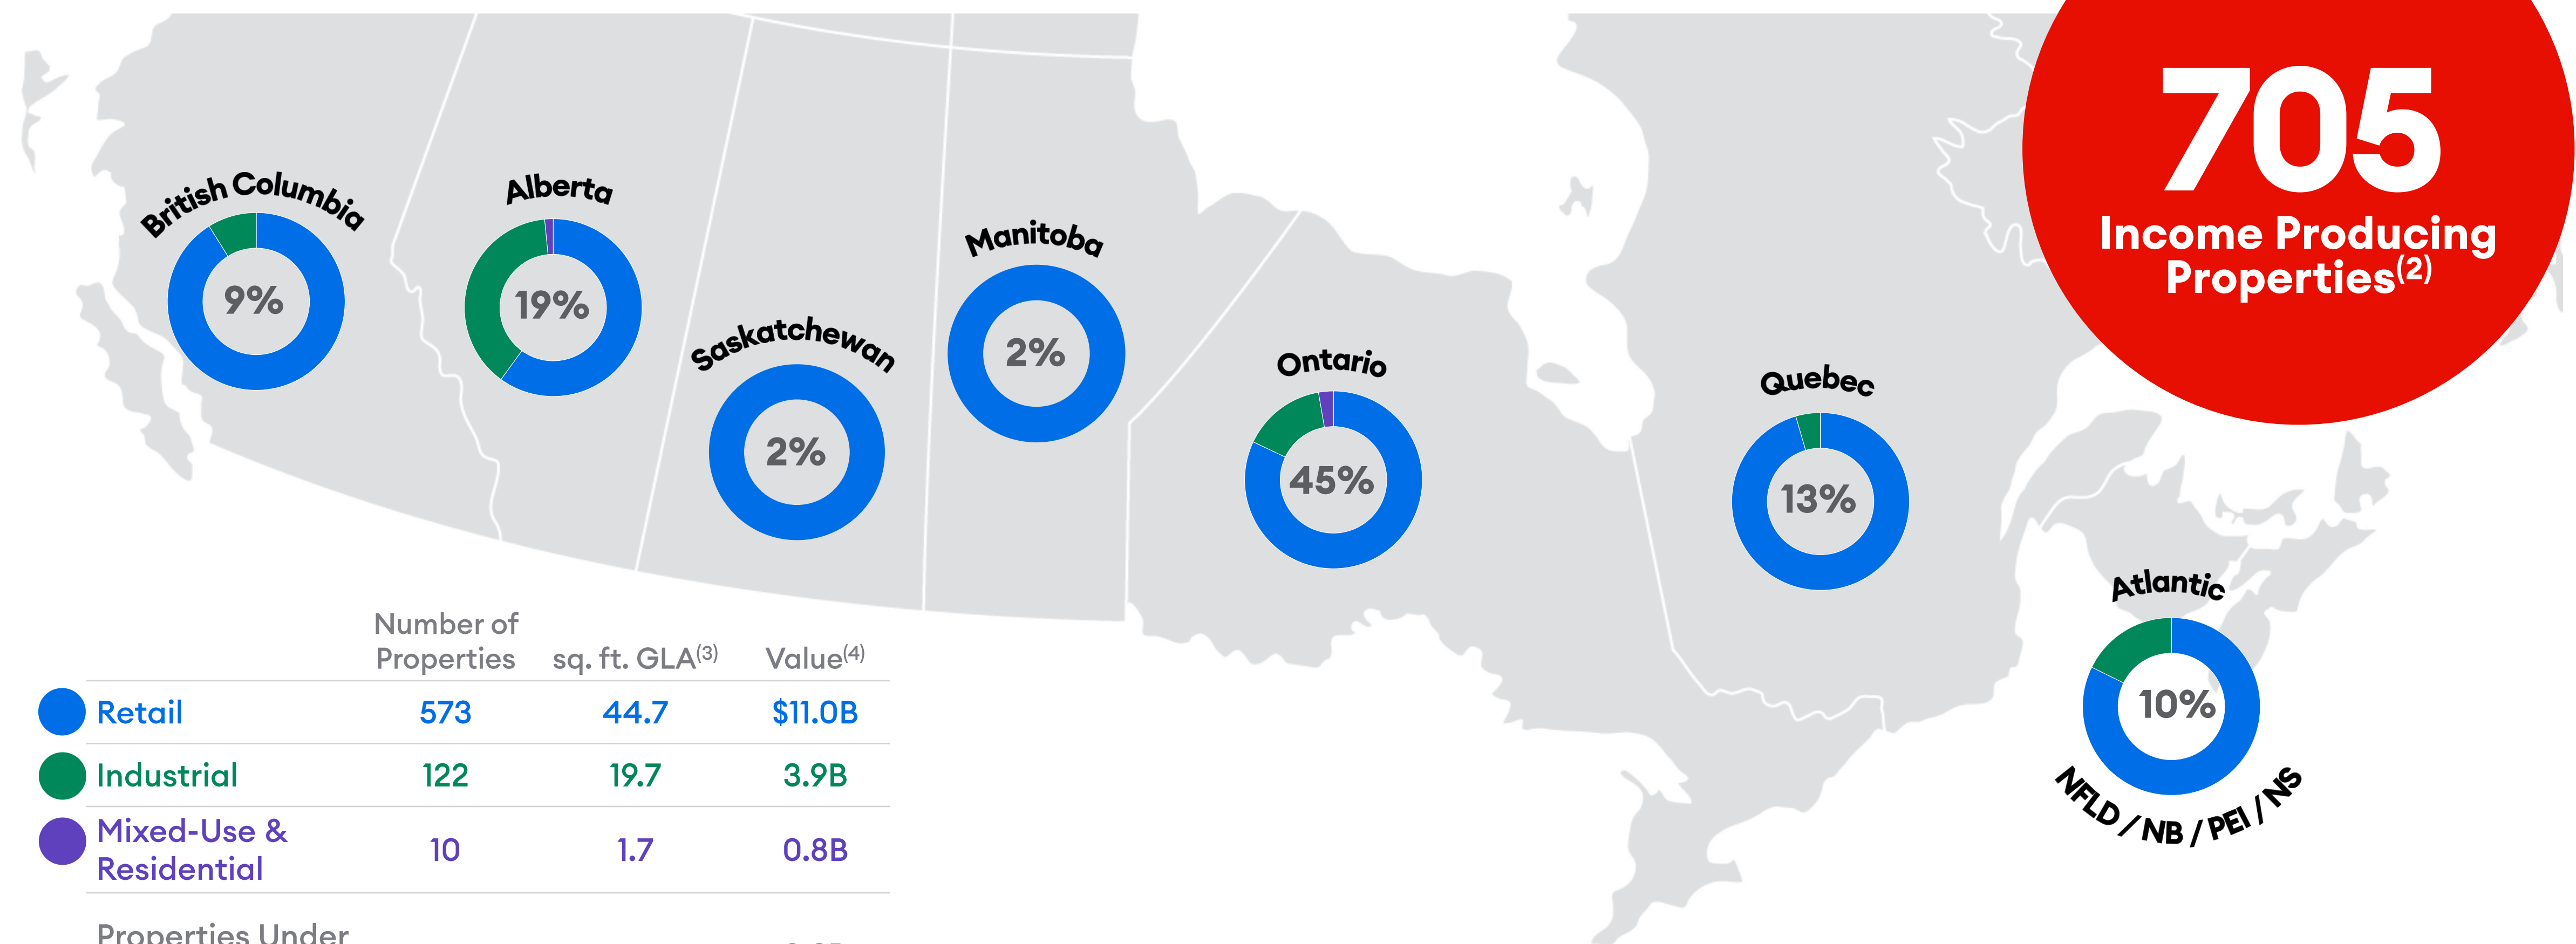 705
Income Producing
Properties(2)
British Columbia
9%
Alberta
19%
Saskatchewan
2%
Manitoba
2%
Ontario
45%
Quebec
13%
Atlantic
10%
NFLD / NB / PEI / NS
Number of
Properties sq. ft. GLA(3) Value(4)
Retail 573 44.7 $11.0B
Industrial 122 19.7 3.9B
Mixed-Use &
Residential 10 1.7 0.8B
Properties Under